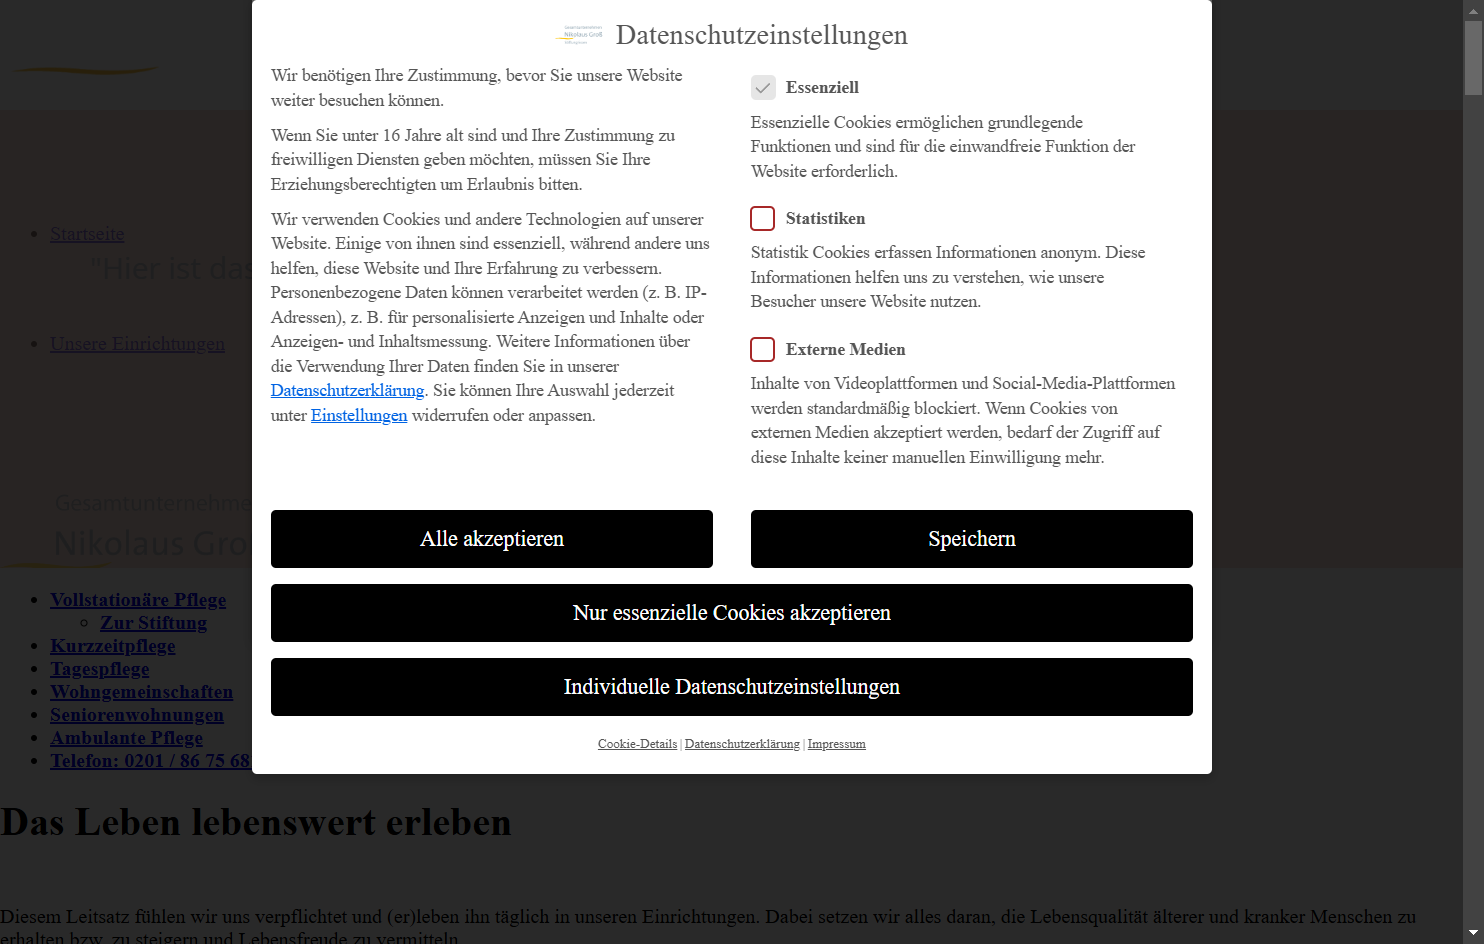 Datenschutzeinstellungen
Wir benötigen Ihre Zustimmung, bevor Sie unsere Website
weiter besuchen können.
Wenn Sie unter 16 Jahre alt sind und Ihre Zustimmung zu
freiwilligen Diensten geben möchten, müssen Sie Ihre
Erziehungsberechtigten um Erlaubnis bitten.
Wir verwenden Cookies und andere Technologien auf unserer
Website. Einige von ihnen sind essenziell, während andere uns
helfen, diese Website und Ihre Erfahrung zu verbessern.
Personenbezogene Daten können verarbeitet werden (z. B. IP-
Adressen), z. B. für personalisierte Anzeigen und Inhalte oder
Anzeigen- und Inhaltsmessung. Weitere Informationen über
die Verwendung Ihrer Daten finden Sie in unserer
Datenschutzerklärung. Sie können Ihre Auswahl jederzeit
unter Einstellungen widerrufen oder anpassen.
Essenziell
Essenzielle Cookies ermöglichen grundlegende
Funktionen und sind für die einwandfreie Funktion der
Website erforderlich.
Statistiken
Statistik Cookies erfassen Informationen anonym. Diese
Informationen helfen uns zu verstehen, wie unsere
Besucher unsere Website nutzen.
Externe Medien
Inhalte von Videoplattformen und Social-Media-Plattformen
werden standardmäßig blockiert. Wenn Cookies von
externen Medien akzeptiert werden, bedarf der Zugriff auf
diese Inhalte keiner manuellen Einwilligung mehr.
Alle akzeptieren
Speichern
Nur essenzielle Cookies akzeptieren
Individuelle Datenschutzeinstellungen
Cookie-Details | Datenschutzerklärung | Impressum
Startseite
"Hier ist das
Unsere Einrichtungen
Gesamtunternehme
Nikolaus Gro
Vollstationäre Pflege
Zur Stiftung
Kurzzeitpflege
Tagespflege
Wohngemeinschaften
Seniorenwohnungen
Ambulante Pflege
Telefon: 0201 / 86 75 68
Das Leben lebenswert erleben
Diesem Leitsatz fühlen wir uns verpflichtet und (er)leben ihn täglich in unseren Einrichtungen. Dabei setzen wir alles daran, die Lebensqualität älterer und kranker Menschen zu
erhalten bzw. zu steigern und Lebensfreude zu vermitteln